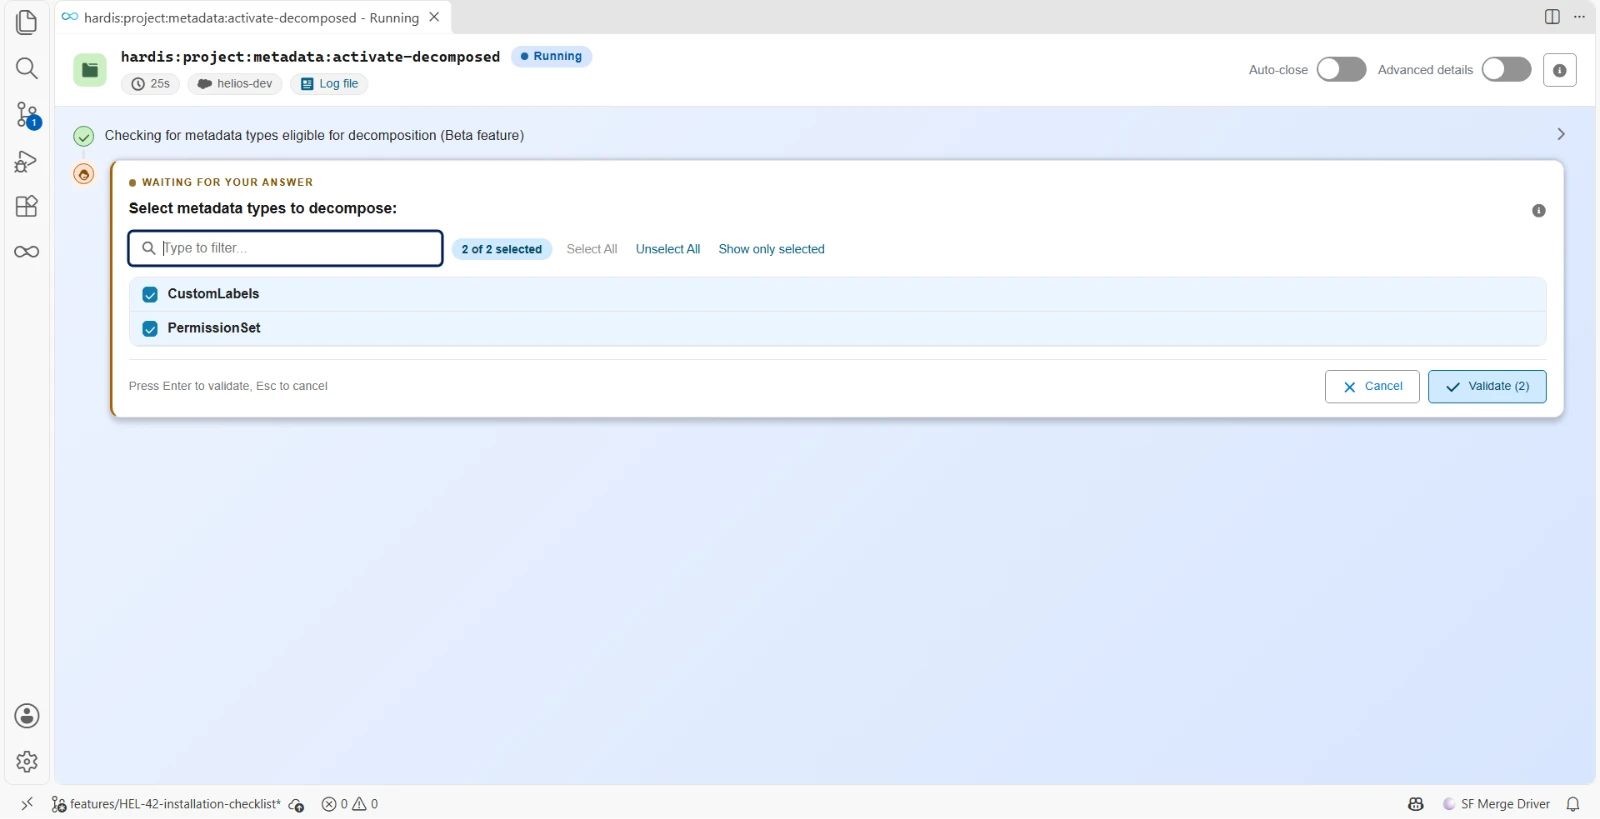 hardis:project:metadata:activate-decomposed - Running
hardis:project:metadata:activate-decomposed
Running
25s
helios-dev
Log file
Auto-close
Advanced details
Checking for metadata types eligible for decomposition (Beta feature)
WAITING FOR YOUR ANSWER
Select metadata types to decompose:
Type to filter...
2 of 2 selected
Select All
Unselect All
Show only selected
CustomLabels
PermissionSet
Press Enter to validate, Esc to cancel
Cancel
Validate (2)
1
features/HEL-42-installation-checklist*
0
0
SF Merge Driver